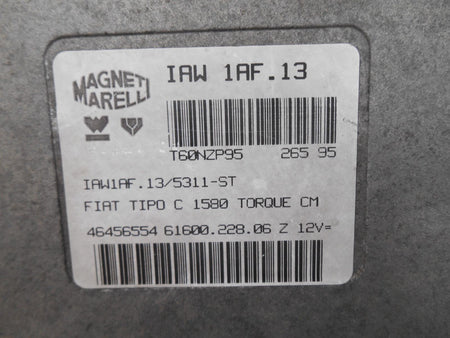 MAGNETI
MARELLI
IAW 1AF.13
T60NZP95 265 95
IAW1AF.13/5311-ST
FIAT TIPO C 1580 TORQUE CM
46456554 61600.228.06 Z 12V=